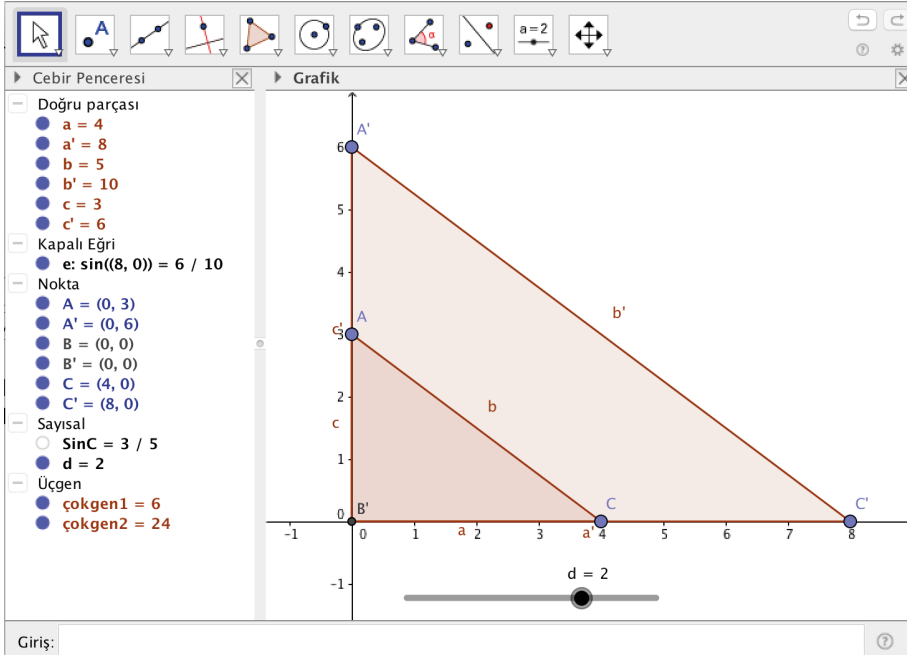 A
α
a=2
Cebir Penceresi
Grafik
Doğru parçası
a = 4
a' = 8
b = 5
b' = 10
c = 3
c' = 6
Kapalı Eğri
e: sin((8, 0)) = 6 / 10
Nokta
A = (0, 3)
A' = (0, 6)
B = (0, 0)
B' = (0, 0)
C = (4, 0)
C' = (8, 0)
Sayısal
SinC = 3 / 5
d = 2
Üçgen
çokgen1 = 6
çokgen2 = 24
A'
6
5
4
b'
A
c'
3
2
b
c
1
C
C'
0
B'
-1
0
1
a
2
3
a'
4
5
6
7
8
d = 2
-1
Giriş: